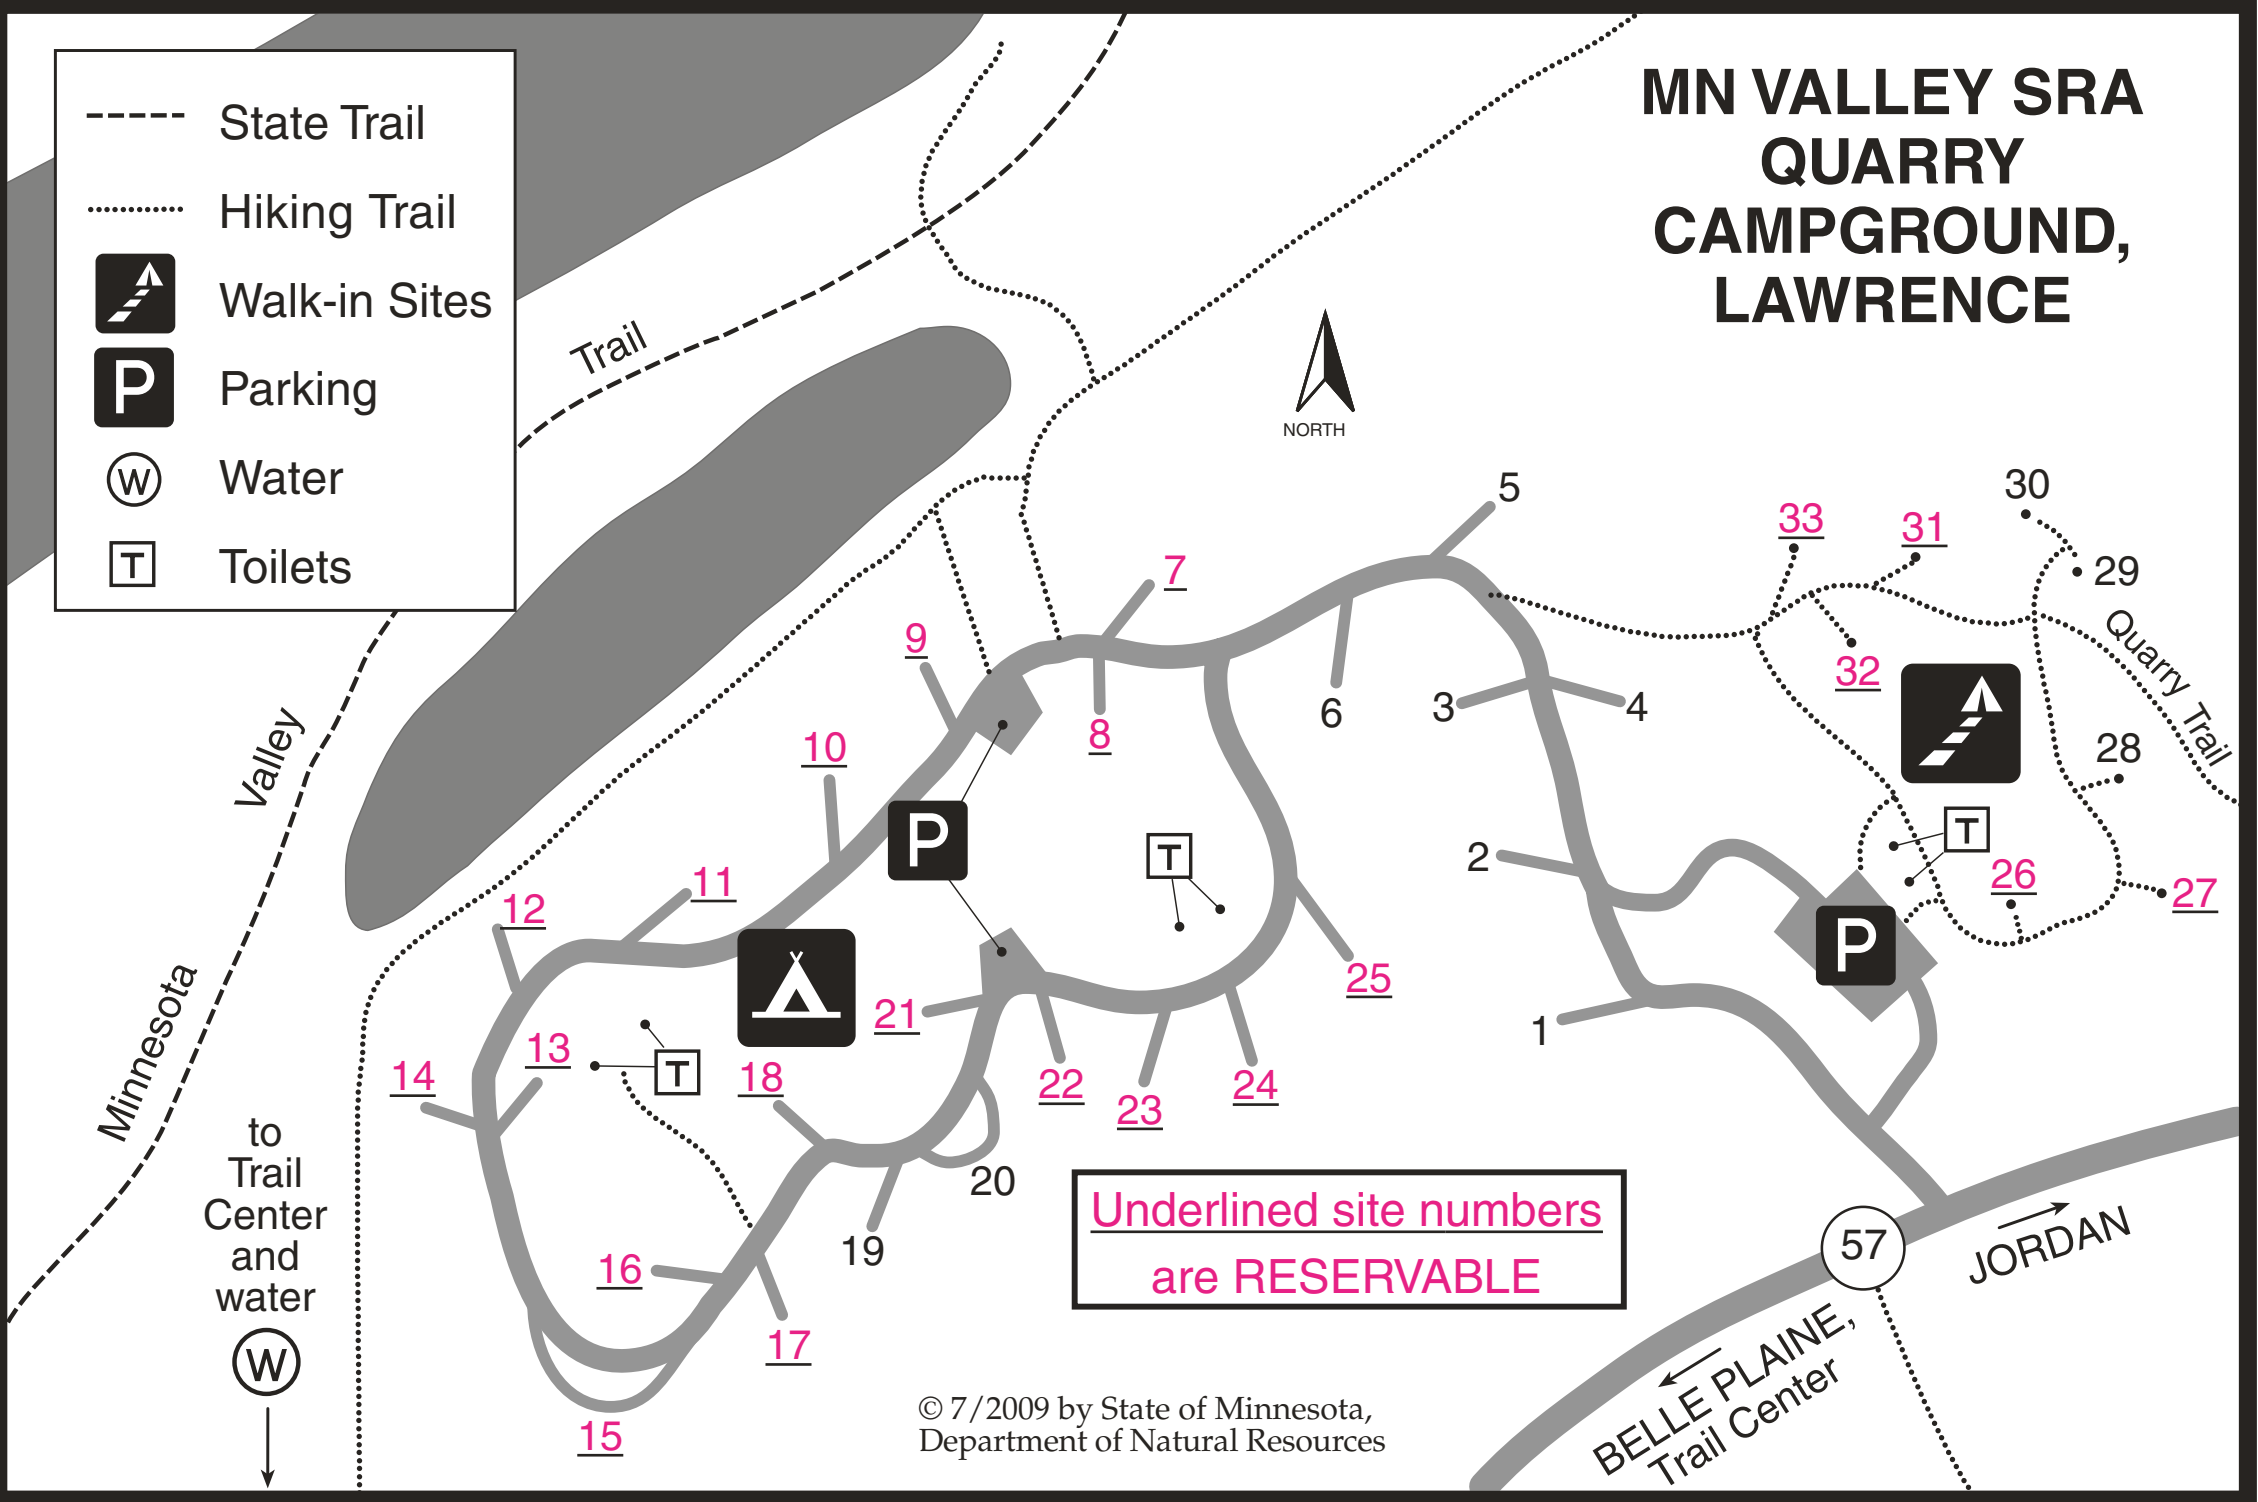 MN VALLEY SRA
QUARRY
CAMPGROUND,
LAWRENCE
State Trail
Hiking Trail
Walk-in Sites
P Parking
W Water
T Toilets
Trail
Valley
Minnesota
NORTH
5
30
33
31
29
7
9
32
Quarry Trail
6
3
4
8
10
28
P
T
T
2
26
27
11
12
P
25
21
1
13
14
T
18
22
24
23
to
Trail
Center
and
water
W
20
19
16
17
15
Underlined site numbers
are RESERVABLE
57
JORDAN
BELLE PLAINE,
Trail Center
© 7/2009 by State of Minnesota,
Department of Natural Resources